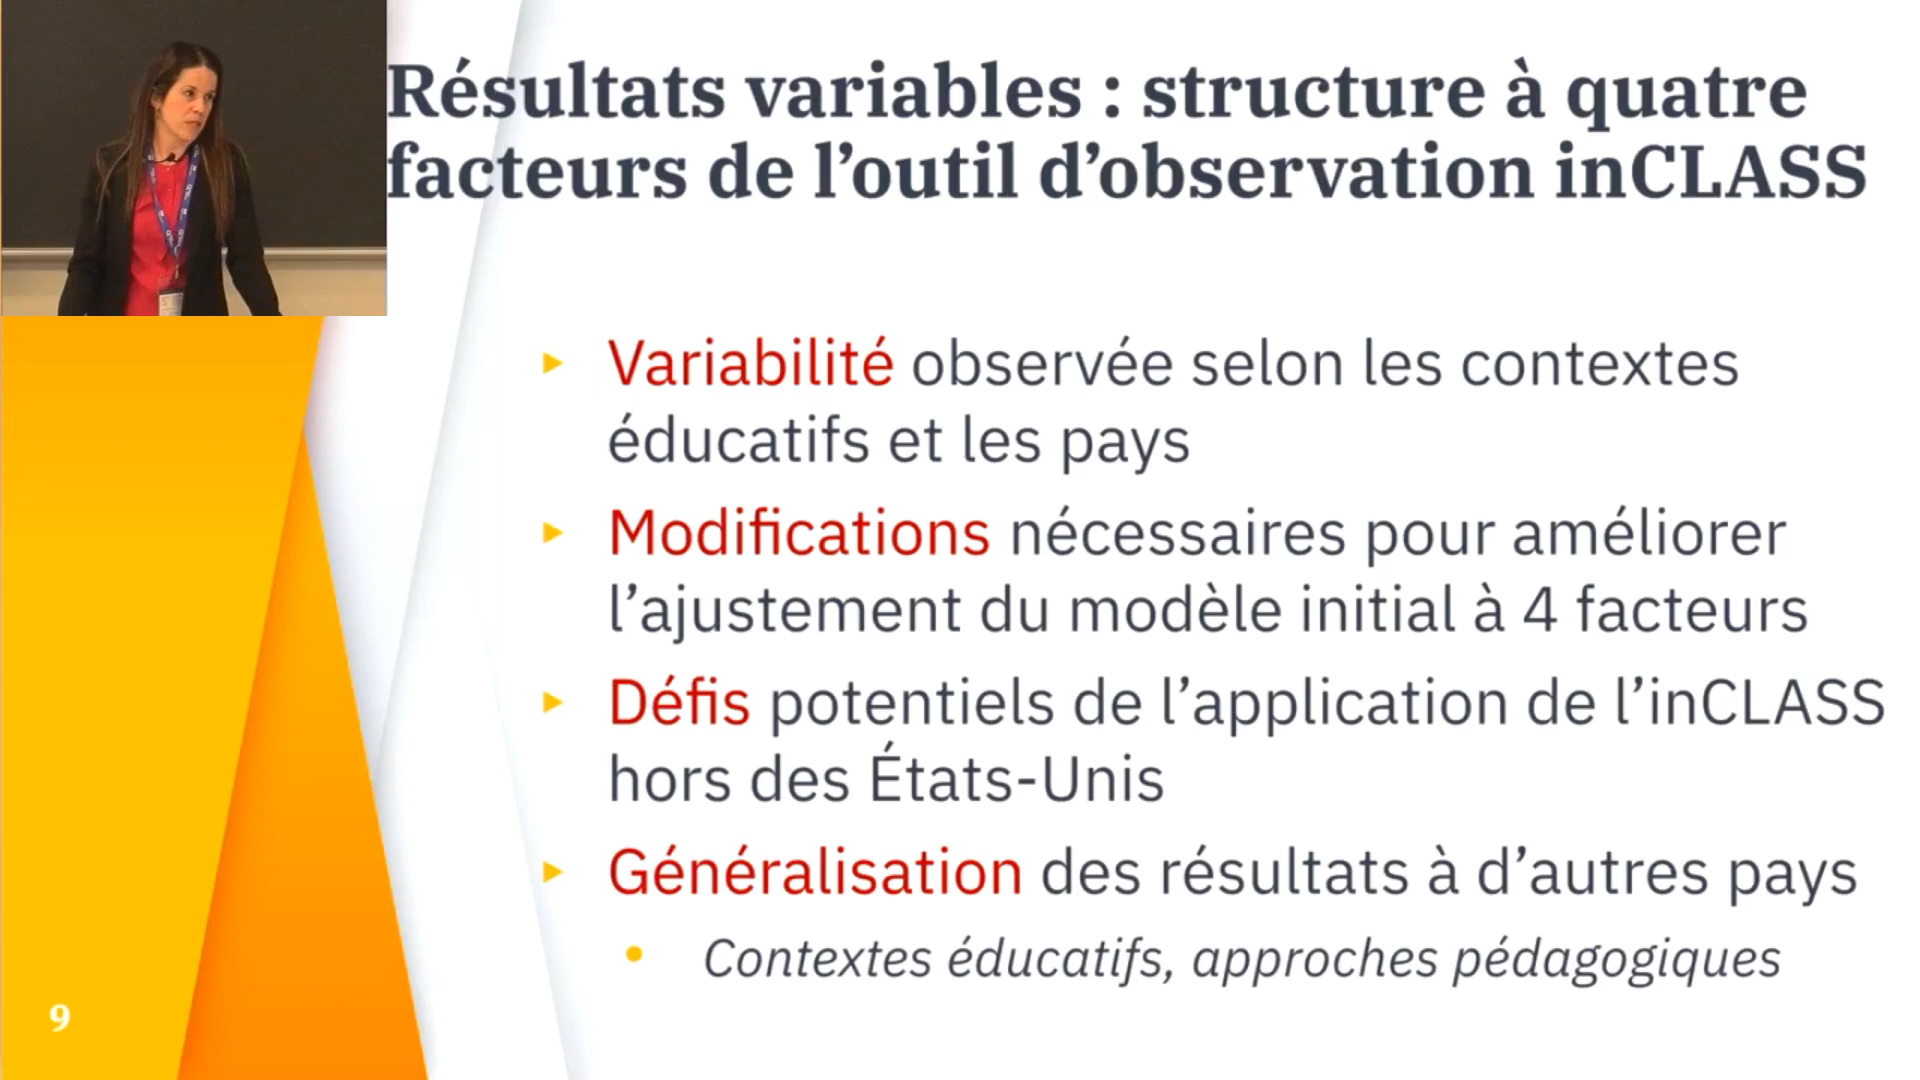 Résultats variables : structure à quatre
facteurs de l’outil d’observation inCLASS
Variabilité observée selon les contextes
éducatifs et les pays
Modifications nécessaires pour améliorer
l’ajustement du modèle initial à 4 facteurs
Défis potentiels de l’application de l’inCLASS
hors des États-Unis
Généralisation des résultats à d’autres pays
Contextes éducatifs, approches pédagogiques
9